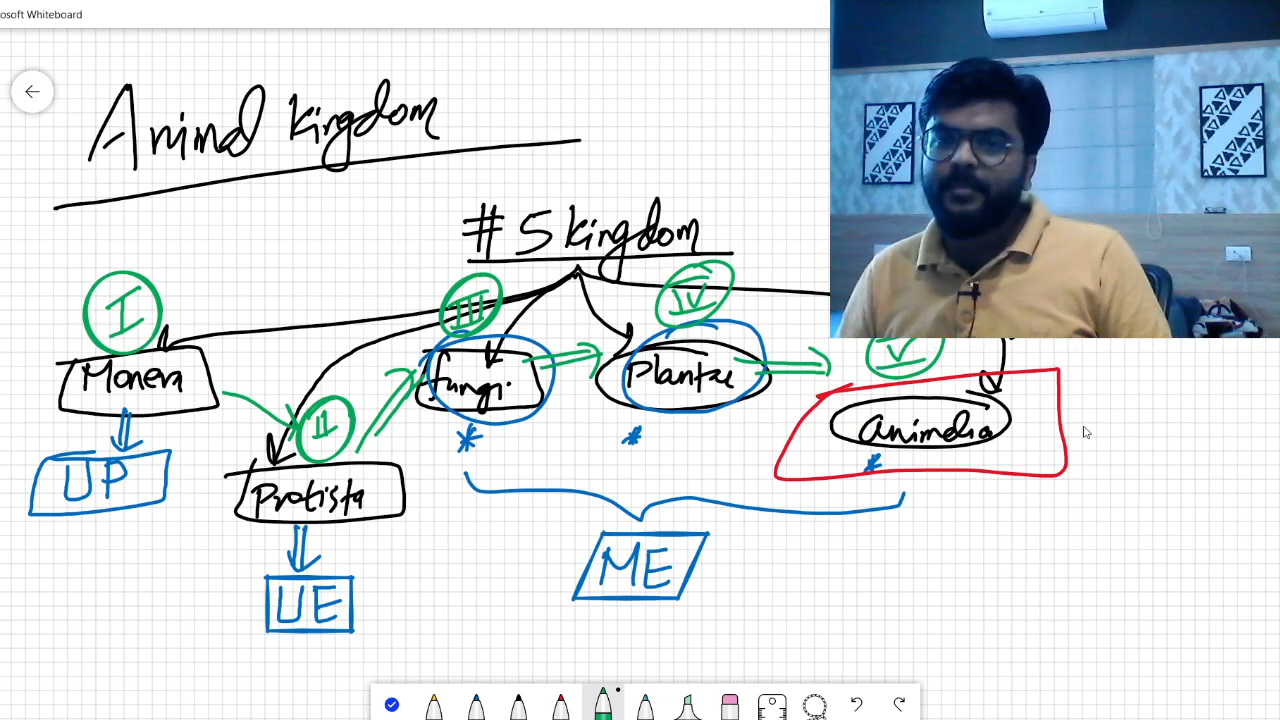 osoft Whiteboard
Animal kingdom
# 5 kingdom
I
III
IV
Monera
fungi
Plantae
V
II
animalia
UP
Protista
ME
UE